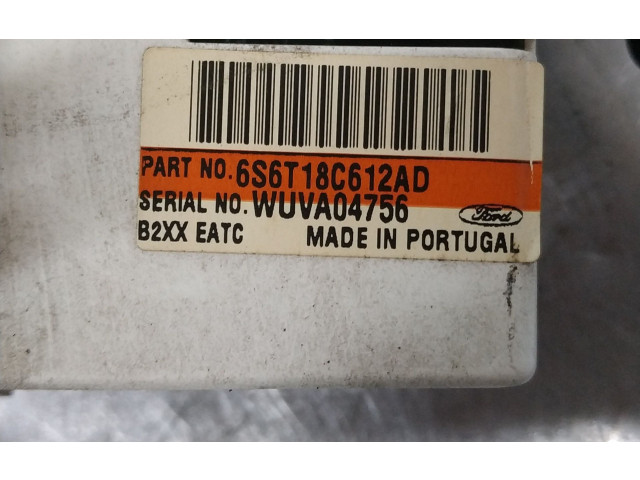 PART NO. 6S6T18C612AD
SERIAL NO. WUVA04756
Ford
B2XX EATC MADE IN PORTUGAL